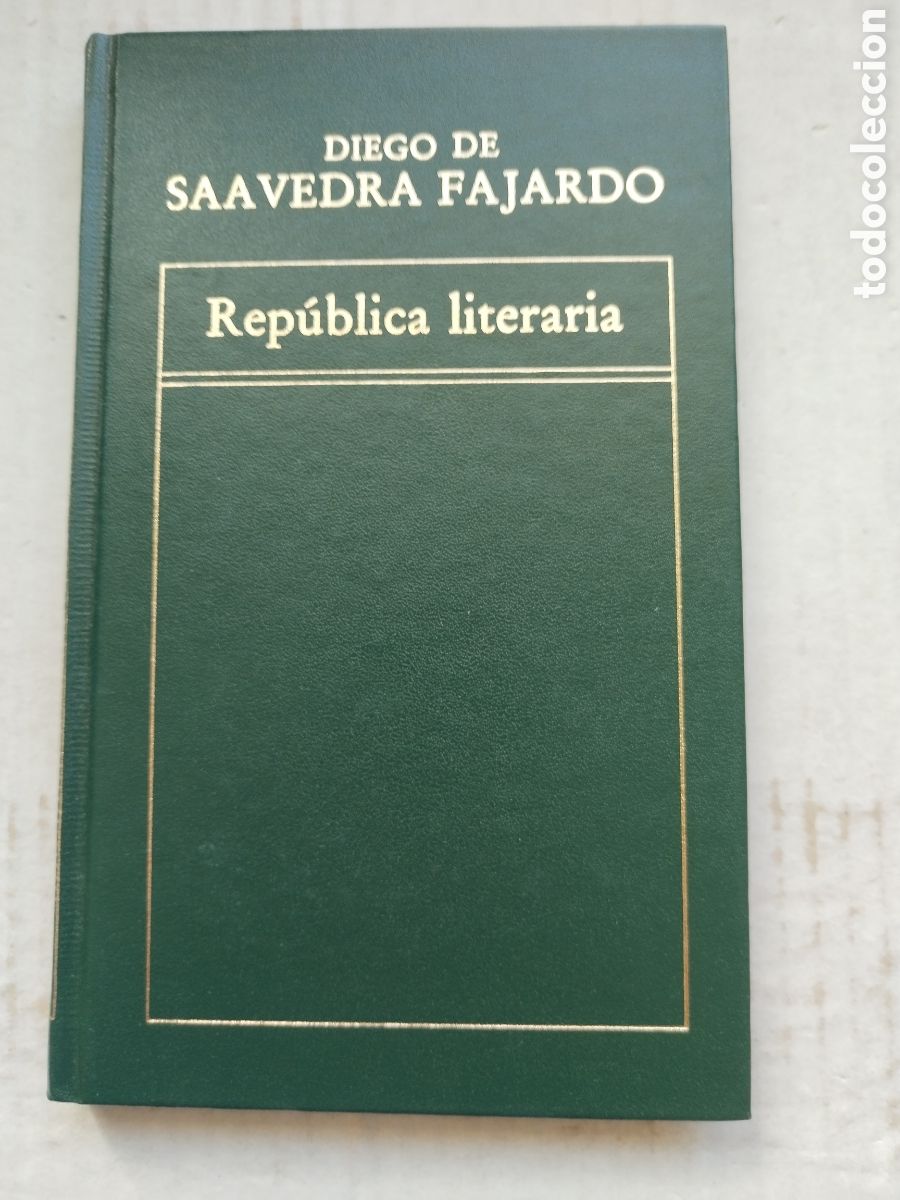 DIEGO DE
SAAVEDRA FAJARDO
República literaria
todocoleccion